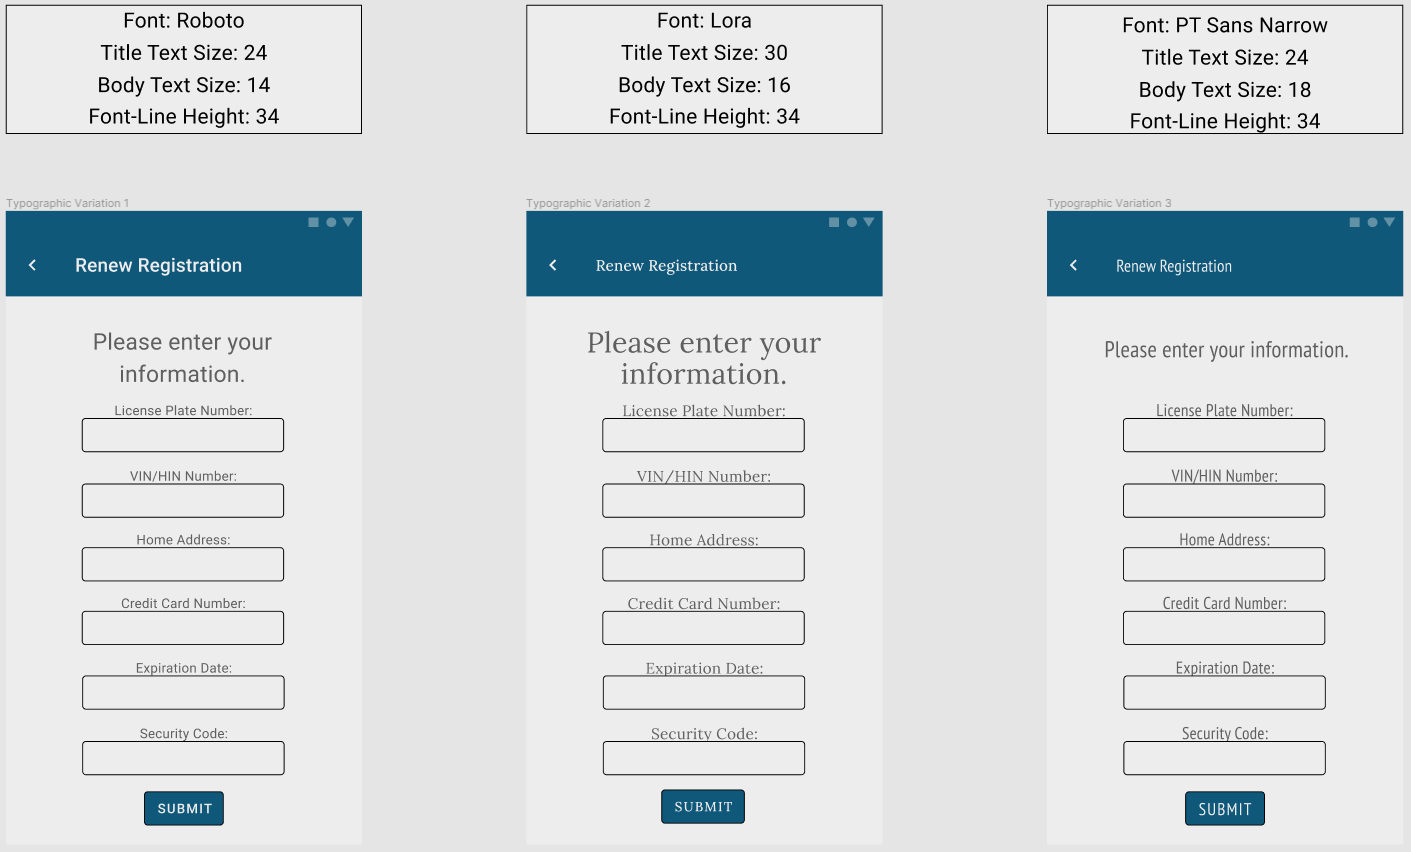 Font: Roboto
Title Text Size: 24
Body Text Size: 14
Font-Line Height: 34
Font: Lora
Title Text Size: 30
Body Text Size: 16
Font-Line Height: 34
Font: PT Sans Narrow
Title Text Size: 24
Body Text Size: 18
Font-Line Height: 34
Typographic Variation 1
Renew Registration
Please enter your
information.
License Plate Number:
VIN/HIN Number:
Home Address:
Credit Card Number:
Expiration Date:
Security Code:
SUBMIT
Typographic Variation 2
Renew Registration
Please enter your
information.
License Plate Number:
VIN/HIN Number:
Home Address:
Credit Card Number:
Expiration Date:
Security Code:
SUBMIT
Typographic Variation 3
Renew Registration
Please enter your information.
License Plate Number:
VIN/HIN Number:
Home Address:
Credit Card Number:
Expiration Date:
Security Code:
SUBMIT